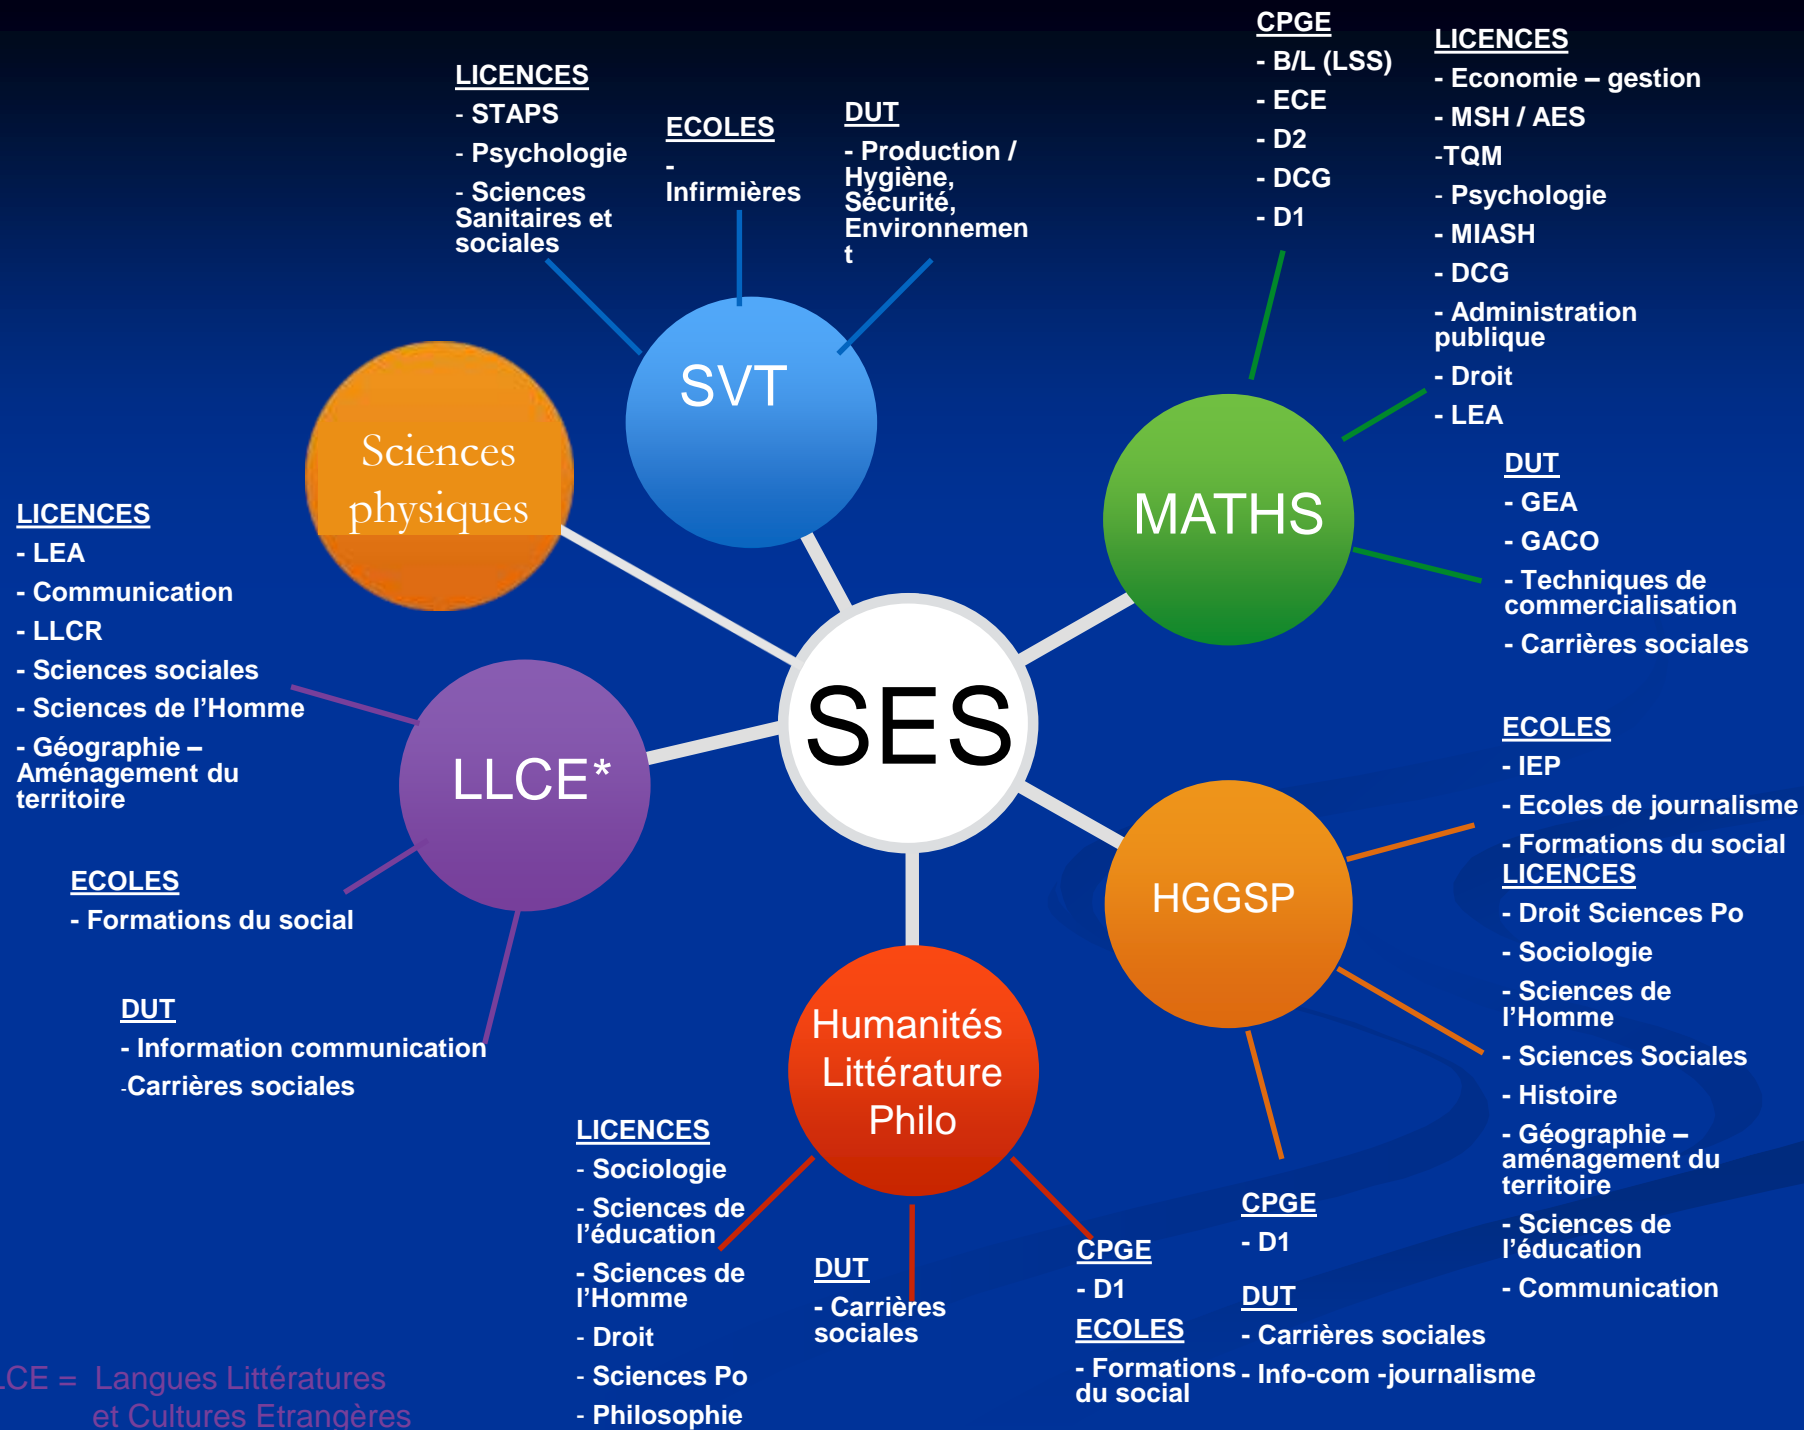 LICENCES
- STAPS
- Psychologie
- Sciences
Sanitaires et
sociales
ECOLES
-
Infirmières
DUT
- Production /
Hygiène,
Sécurité,
Environnemen
t
CPGE
- B/L (LSS)
- ECE
- D2
- DCG
- D1
LICENCES
- Economie – gestion
- MSH / AES
-TQM
- Psychologie
- MIASH
- DCG
- Administration
publique
- Droit
- LEA
SVT
Sciences
physiques
MATHS
DUT
- GEA
- GACO
- Techniques de
commercialisation
- Carrières sociales
LICENCES
- LEA
- Communication
- LLCR
- Sciences sociales
- Sciences de l’Homme
- Géographie –
Aménagement du
territoire
SES
LLCE*
ECOLES
- Formations du social
DUT
- Information communication
-Carrières sociales
HGGSP
ECOLES
- IEP
- Ecoles de journalisme
- Formations du social
LICENCES
- Droit Sciences Po
- Sociologie
- Sciences de
l’Homme
- Sciences Sociales
- Histoire
- Géographie –
aménagement du
territoire
- Sciences de
l’éducation
- Communication
Humanités
Littérature
Philo
LICENCES
- Sociologie
- Sciences de
l’éducation
- Sciences de
l’Homme
- Droit
- Sciences Po
- Philosophie
DUT
- Carrières
sociales
CPGE
- D1
ECOLES
- Formations
du social
CPGE
- D1
DUT
- Carrières sociales
- Info-com -journalisme
LCE = Langues Littératures
et Cultures Etrangères